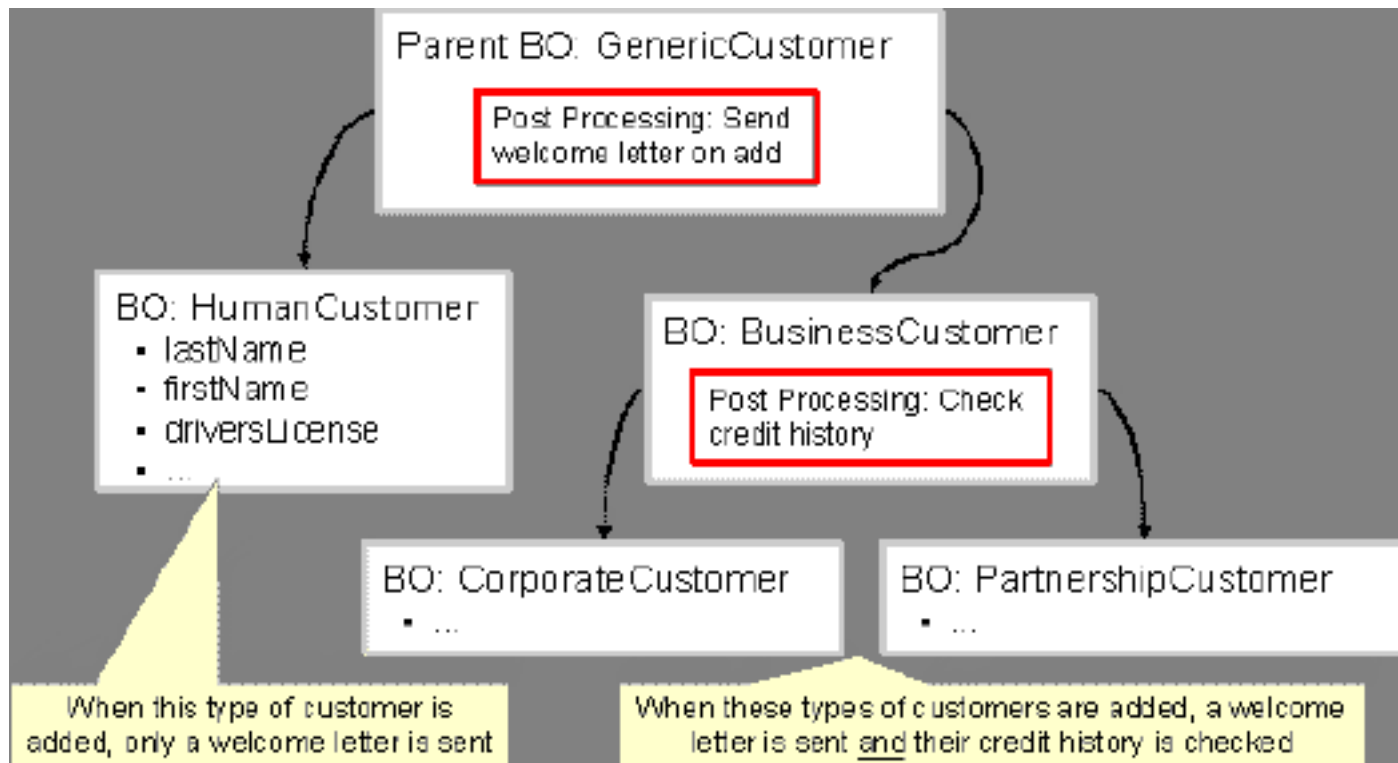 Parent BO: GenericCustomer
Post Processing: Send
welcome letter on add
BO: HumanCustomer
▪ lastName
▪ firstName
▪ driversLicense
▪ ...
BO: BusinessCustomer
Post Processing: Check
credit history
BO: CorporateCustomer
▪ ...
BO: PartnershipCustomer
▪ ...
When this type of customer is
added, only a welcome letter is sent
When these types of customers are added, a welcome
letter is sent and their credit history is checked